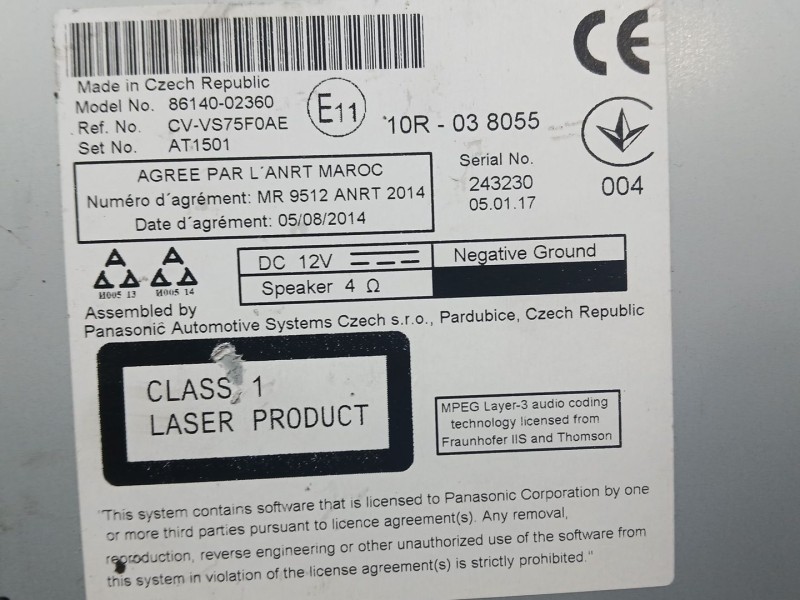 CE
Made in Czech Republic
Model No. 86140-02360
Ref. No. CV-VS75F0AE
Set No. AT1501
E11
10R - 03 8055
Serial No.
243230
05.01.17
004
AGREE PAR L´ANRT MAROC
Numéro d´agrément: MR 9512 ANRT 2014
Date d´agrément: 05/08/2014
DC 12V
Negative Ground
Speaker 4 Ω
И005 13 И005 14
Assembled by
Panasonic Automotive Systems Czech s.r.o., Pardubice, Czech Republic
CLASS 1
LASER PRODUCT
MPEG Layer-3 audio coding
technology licensed from
Fraunhofer IIS and Thomson
"This system contains software that is licensed to Panasonic Corporation by one
or more third parties pursuant to licence agreement(s). Any removal,
reproduction, reverse engineering or other unauthorized use of the software from
this system in violation of the license agreement(s) is strictly prohibited."